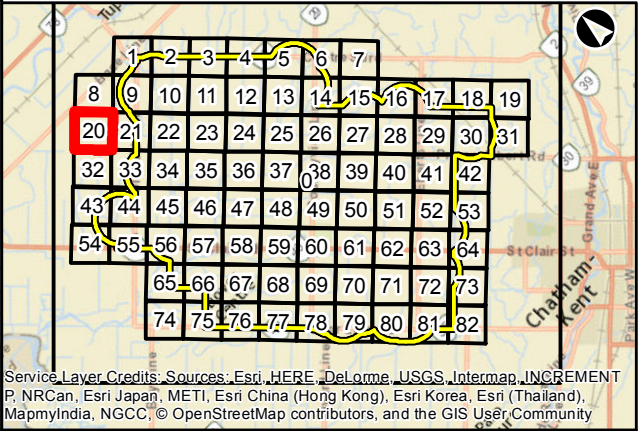 1 2 3 4 5 6 7
8 9 10 11 12 13 14 15 16 17 18 19
20 21 22 23 24 25 26 27 28 29 30 31
32 33 34 35 36 37 38 39 40 41 42
0
43 44 45 46 47 48 49 50 51 52 53
54 55 56 57 58 59 60 61 62 63 64
65 66 67 68 69 70 71 72 73
74 75 76 77 78 79 80 81 82
20
39
40
Grand Ave E
St Clair St
Chatham-
Kent
Park Ave W
Service Layer Credits: Sources: Esri, HERE, DeLorme, USGS, Intermap, INCREMENT
P, NRCan, Esri Japan, METI, Esri China (Hong Kong), Esri Korea, Esri (Thailand),
MapmyIndia, NGCC, © OpenStreetMap contributors, and the GIS User Community